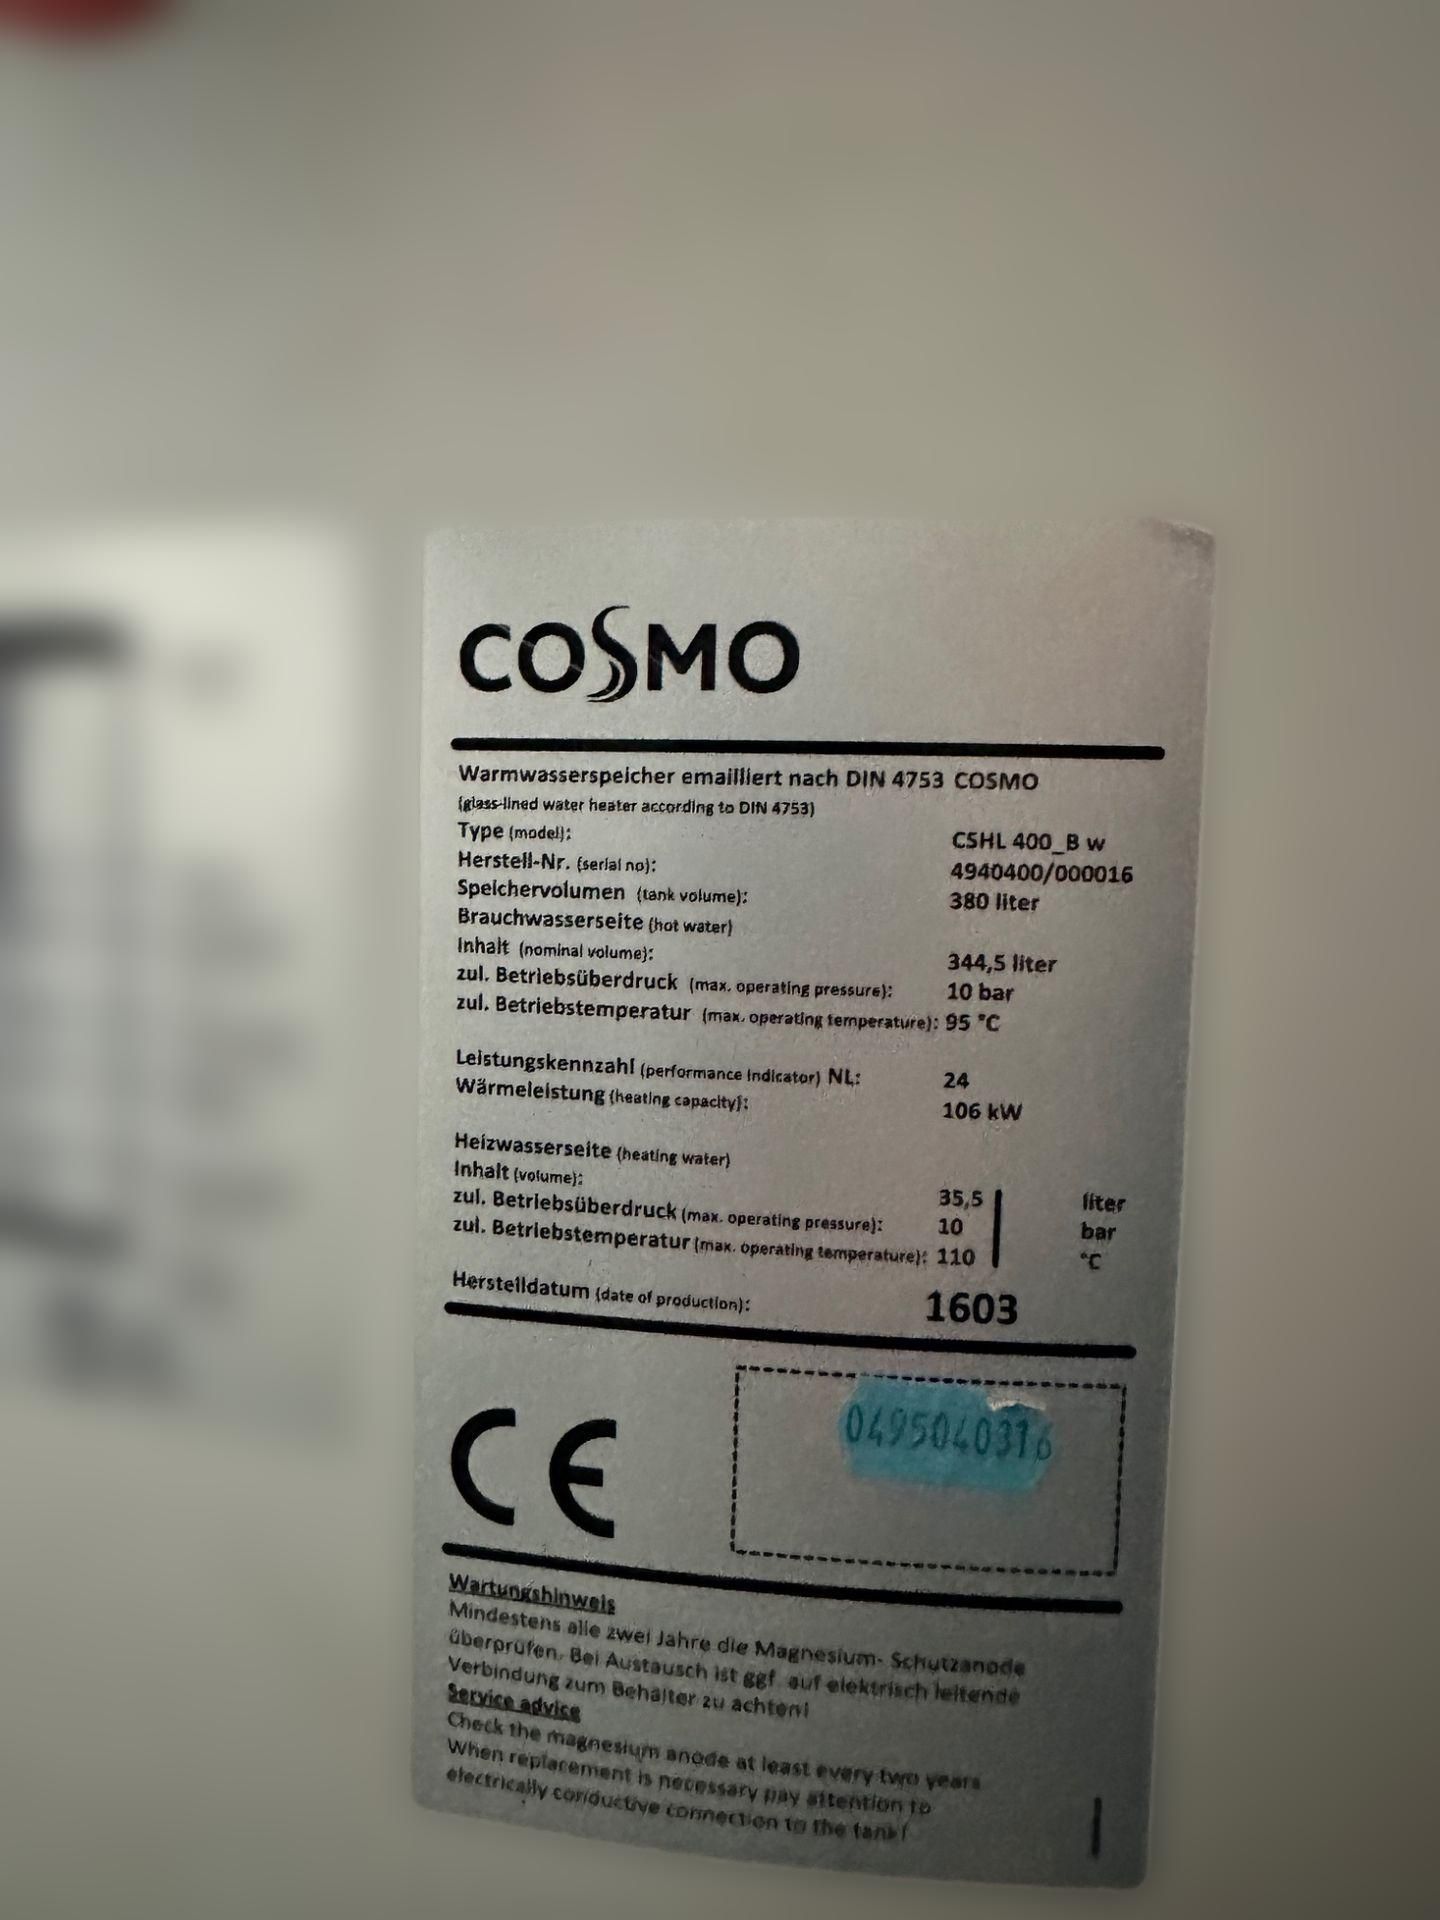 COSMO
Warmwasserspeicher emailliert nach DIN 4753 COSMO
(glass-lined water heater according to DIN 4753)
Type (model): CSHL 400_B w
Herstell-Nr. (serial no): 4940400/000016
Speichervolumen (tank volume): 380 liter
Brauchwasserseite (hot water)
Inhalt (nominal volume): 344,5 liter
zul. Betriebsüberdruck (max. operating pressure): 10 bar
zul. Betriebstemperatur (max. operating temperature): 95 °C
Leistungskennzahl (performance indicator) NL: 24
Wärmeleistung (heating capacity): 106 kW
Heizwasserseite (heating water)
Inhalt (volume): 35,5 liter
zul. Betriebsüberdruck (max. operating pressure): 10 bar
zul. Betriebstemperatur (max. operating temperature): 110 °C
Herstelldatum (date of production): 1603
CE
0495040316
Wartungshinweis
Mindestens alle zwei Jahre die Magnesium- Schutzanode
überprüfen. Bei Austausch ist ggf. auf elektrisch leitende
Verbindung zum Behälter zu achten!
Service advice
Check the magnesium anode at least every two years
When replacement is necessary pay attention to
electrically conductive connection to the tank!